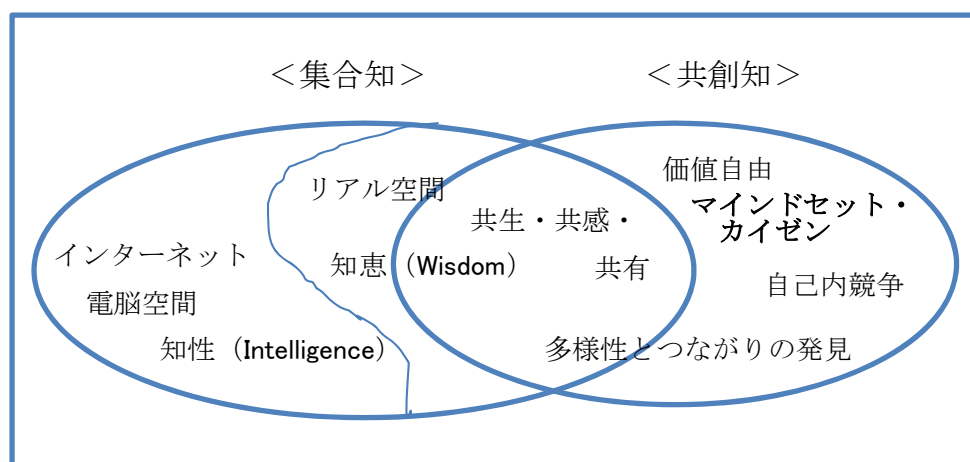 ＜集合知＞
＜共創知＞
価値自由
リアル空間
マインドセット・
カイゼン
共生・共感・
インターネット
知恵（Wisdom）
共有
電脳空間
自己内競争
知性（Intelligence）
多様性とつながりの発見